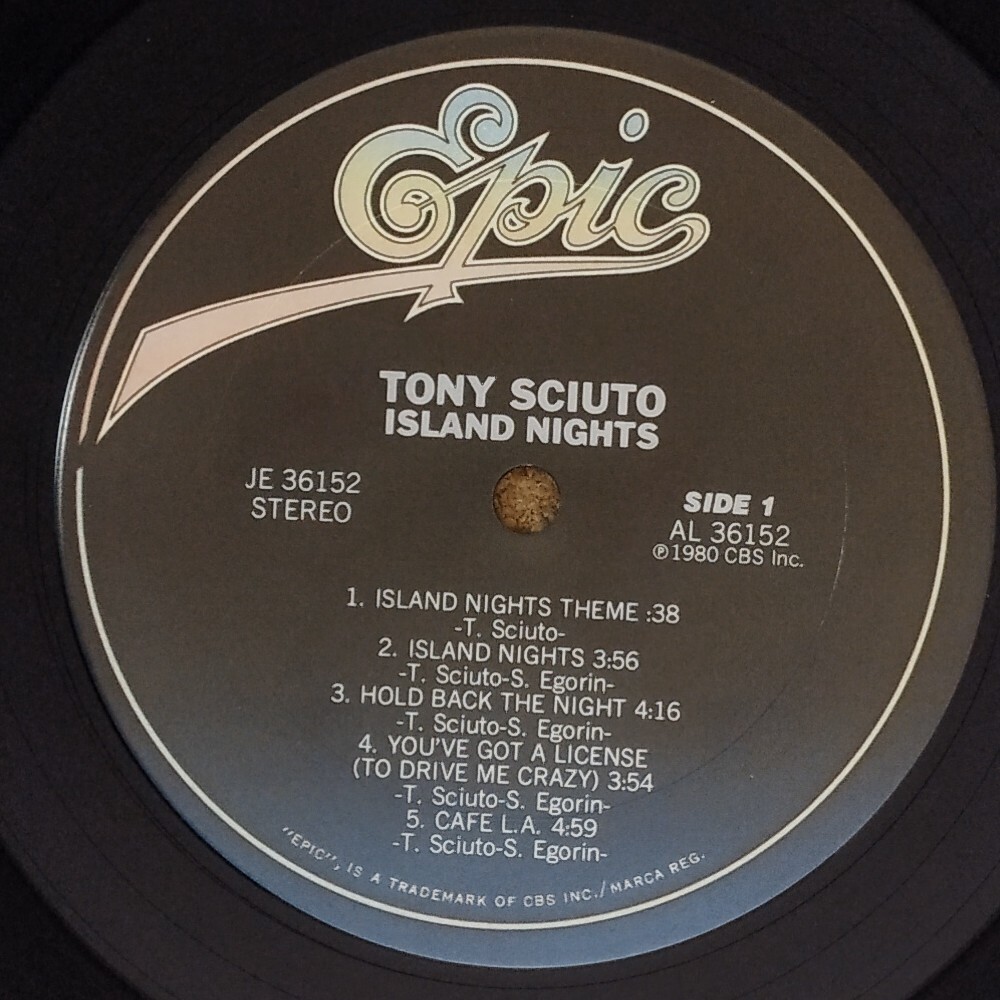 Epic
TONY SCIUTO
ISLAND NIGHTS
JE 36152
STEREO
SIDE 1
AL 36152
℗1980 CBS Inc.
1. ISLAND NIGHTS THEME :38
-T. Sciuto-
2. ISLAND NIGHTS 3:56
-T. Sciuto-S. Egorin-
3. HOLD BACK THE NIGHT 4:16
-T. Sciuto-S. Egorin-
4. YOU'VE GOT A LICENSE
(TO DRIVE ME CRAZY) 3:54
-T. Sciuto-S. Egorin-
5. CAFE L.A. 4:59
-T. Sciuto-S. Egorin-
"EPIC", IS A TRADEMARK OF CBS INC./MARCA REG.